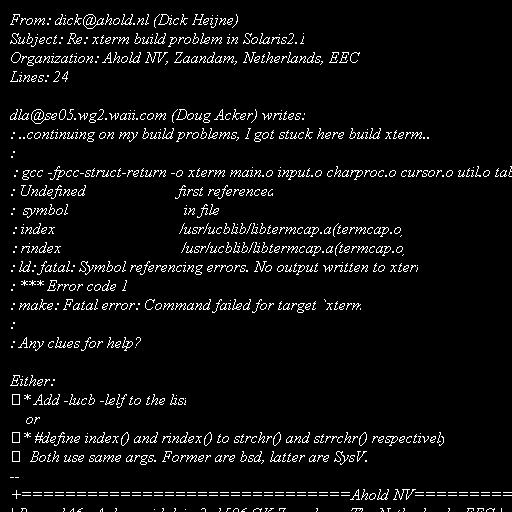 From: dick@ahold.nl (Dick Heijne)
Subject: Re: xterm build problem in Solaris2.1
Organization: Ahold NV, Zaandam, Netherlands, EEC
Lines: 24

dla@se05.wg2.waii.com (Doug Acker) writes:
: ..continuing on my build problems, I got stuck here build xterm..
:
: gcc -fpcc-struct-return -o xterm main.o input.o charproc.o cursor.o util.o tab
: Undefined first referenced
: symbol in file
: index /usr/ucblib/libtermcap.a(termcap.o)
: rindex /usr/ucblib/libtermcap.a(termcap.o)
: ld: fatal: Symbol referencing errors. No output written to xterm
: *** Error code 1
: make: Fatal error: Command failed for target `xterm
:
: Any clues for help?

Either:
* Add -lucb -lelf to the list
or
* #define index() and rindex() to strchr() and strrchr() respectively
Both use same args. Former are bsd, latter are SysV.
--
+==============================Ahold NV=========